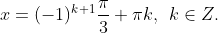 x = (-1)^{k+1}\frac{\pi}{3} + \pi k, \ k \in Z.